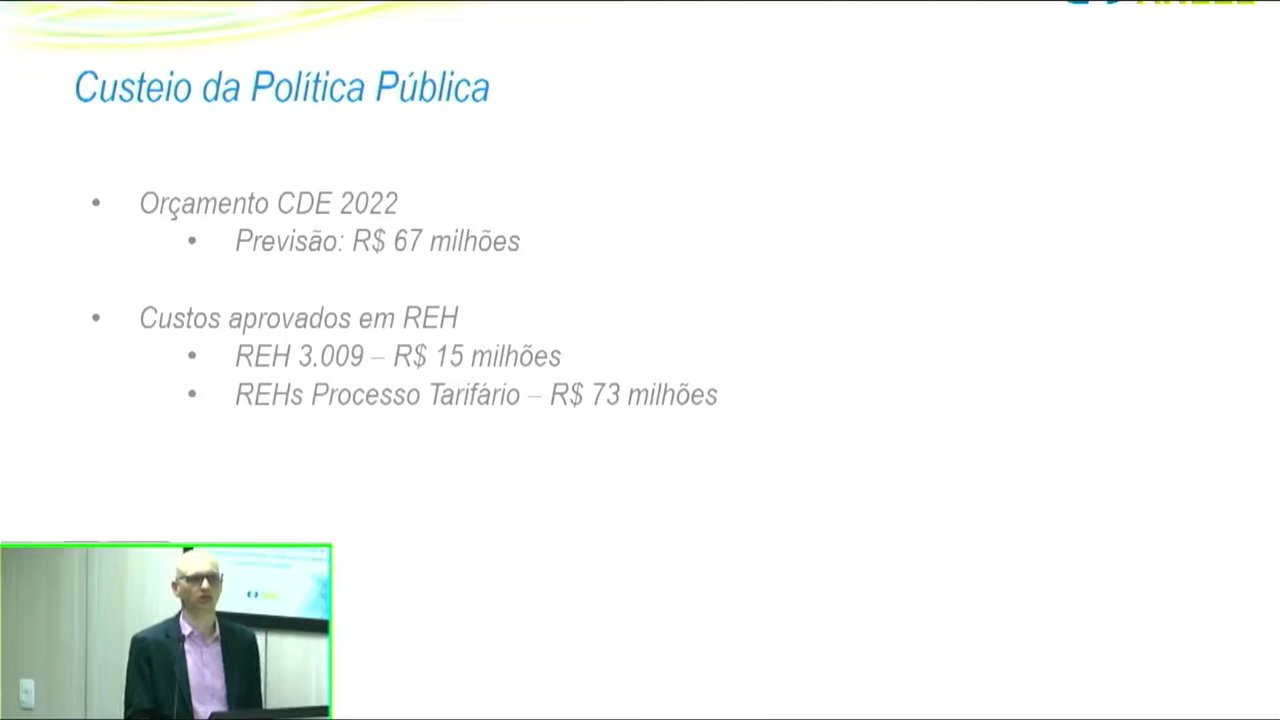 Custeio da Política Pública
• Orçamento CDE 2022
• Previsão: R$ 67 milhões
• Custos aprovados em REH
• REH 3.009 – R$ 15 milhões
• REHs Processo Tarifário – R$ 73 milhões